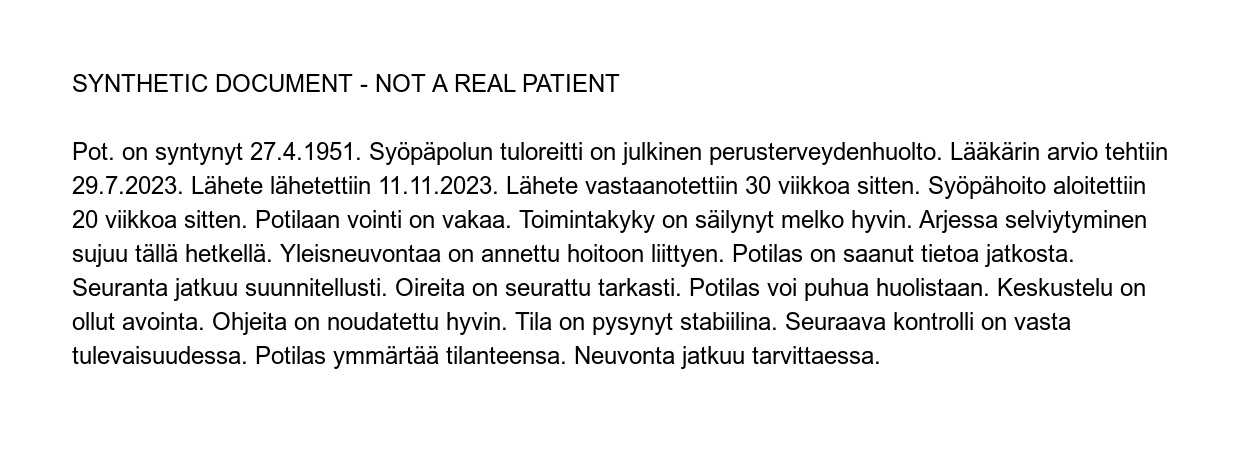 SYNTHETIC DOCUMENT - NOT A REAL PATIENT
Pot. on syntynyt 27.4.1951. Syöpäpolun tuloreitti on julkinen perusterveydenhuolto. Lääkärin arvio tehtiin
29.7.2023. Lähete lähetettiin 11.11.2023. Lähete vastaanotettiin 30 viikkoa sitten. Syöpähoito aloitettiin
20 viikkoa sitten. Potilaan vointi on vakaa. Toimintakyky on säilynyt melko hyvin. Arjessa selviytyminen
sujuu tällä hetkellä. Yleisneuvontaa on annettu hoitoon liittyen. Potilas on saanut tietoa jatkosta.
Seuranta jatkuu suunnitellusti. Oireita on seurattu tarkasti. Potilas voi puhua huolistaan. Keskustelu on
ollut avointa. Ohjeita on noudatettu hyvin. Tila on pysynyt stabiilina. Seuraava kontrolli on vasta
tulevaisuudessa. Potilas ymmärtää tilanteensa. Neuvonta jatkuu tarvittaessa.